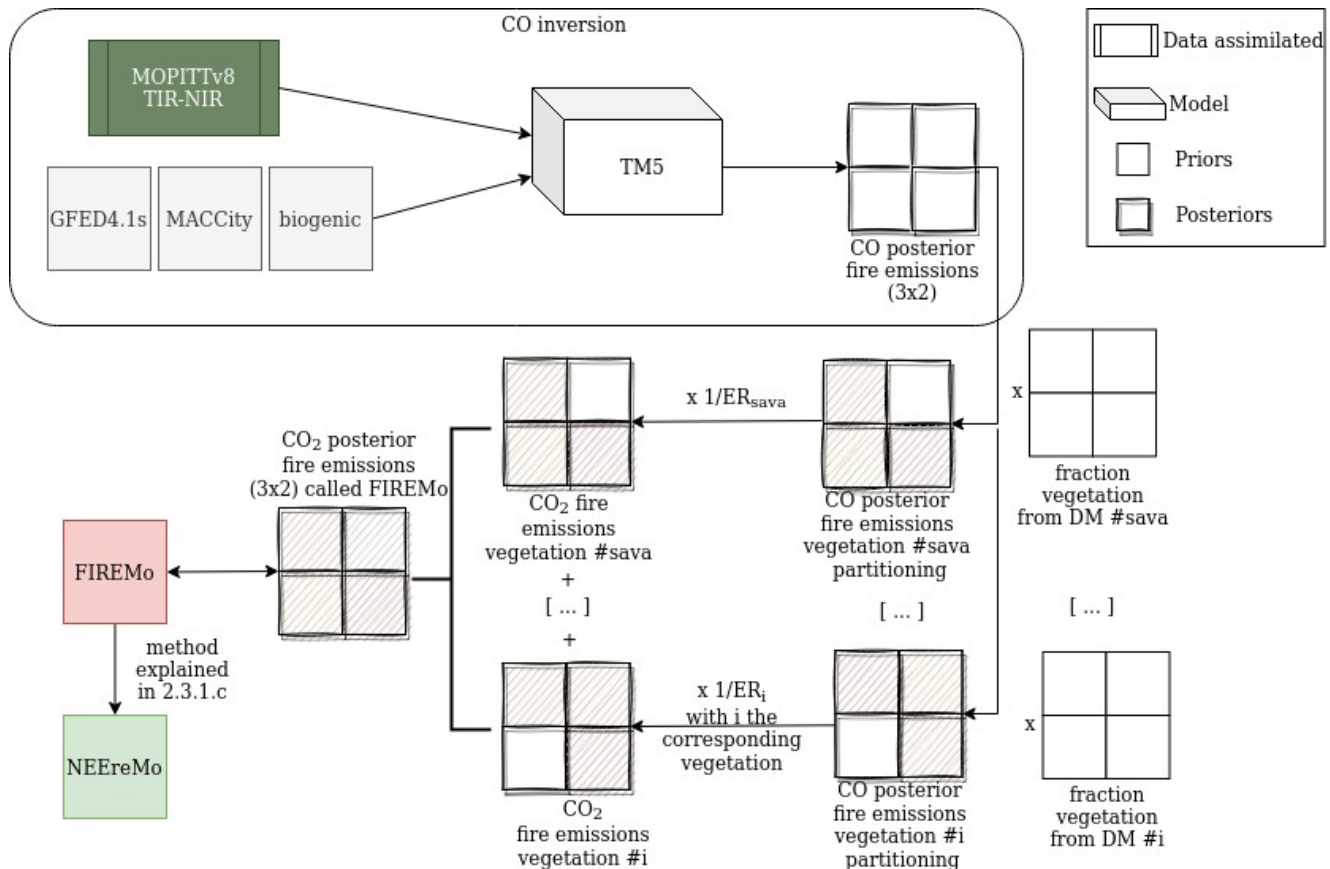 CO inversion
MOPITTv8
TIR-NIR
GFED4.1s
MACCity
biogenic
TM5
CO posterior
fire emissions
(3x2)
Data assimilated
Model
Priors
Posteriors
x
fraction
vegetation
from DM #sava
CO posterior
fire emissions
vegetation #sava
partitioning
x 1/ERsava
CO2 fire
emissions
vegetation #sava
+
[ ... ]
+
[ ... ]
[ ... ]
x
fraction
vegetation
from DM #i
CO posterior
fire emissions
vegetation #i
partitioning
x 1/ERi
with i the
corresponding
vegetation
CO2
fire emissions
vegetation #i
CO2 posterior
fire emissions
(3x2) called FIREMo
FIREMo
method
explained
in 2.3.1.c
NEEreMo